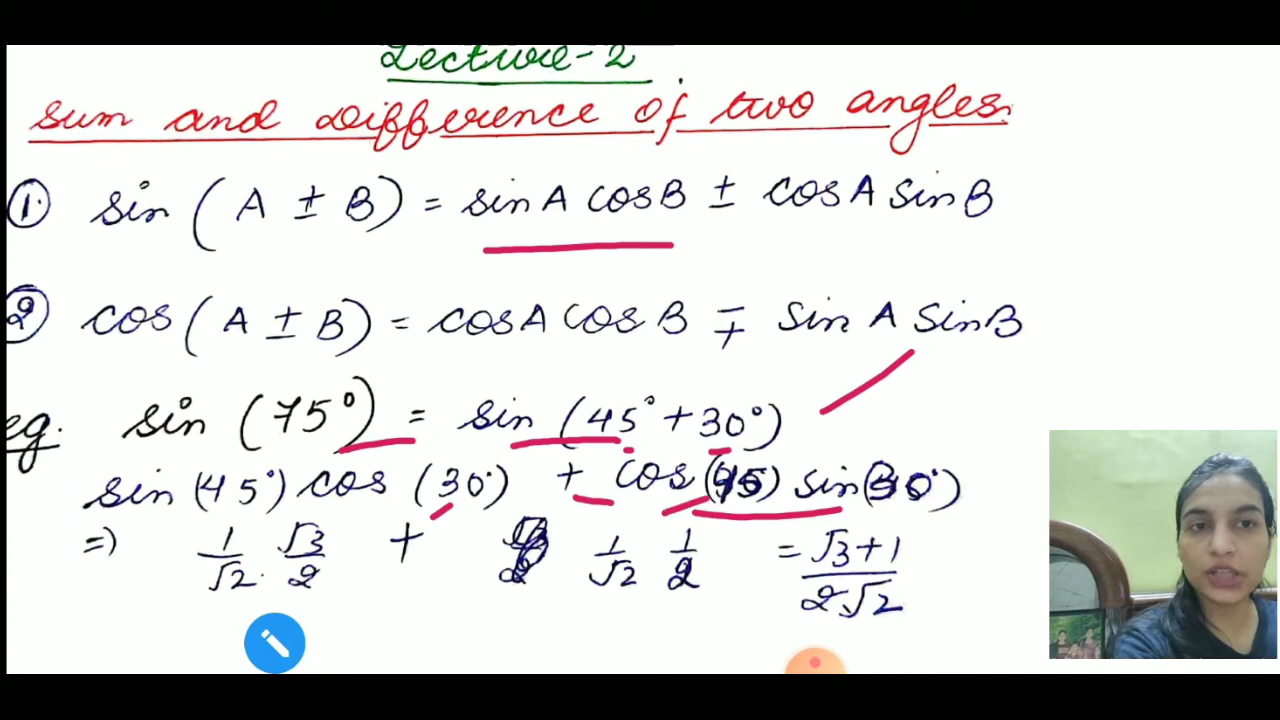 Lecture-2
Sum and Difference of two angles.
1. sin (A ± B) = sin A cos B ± cos A sin B
2 cos (A ± B) = cos A cos B ∓ sin A sin B
eg. sin (75°) = sin (45° + 30°)
sin (45°) cos (30°) + cos (45) sin (30°)
=) 1/√2 . √3/2 + 1/√2 1/2 = √3+1/2√2